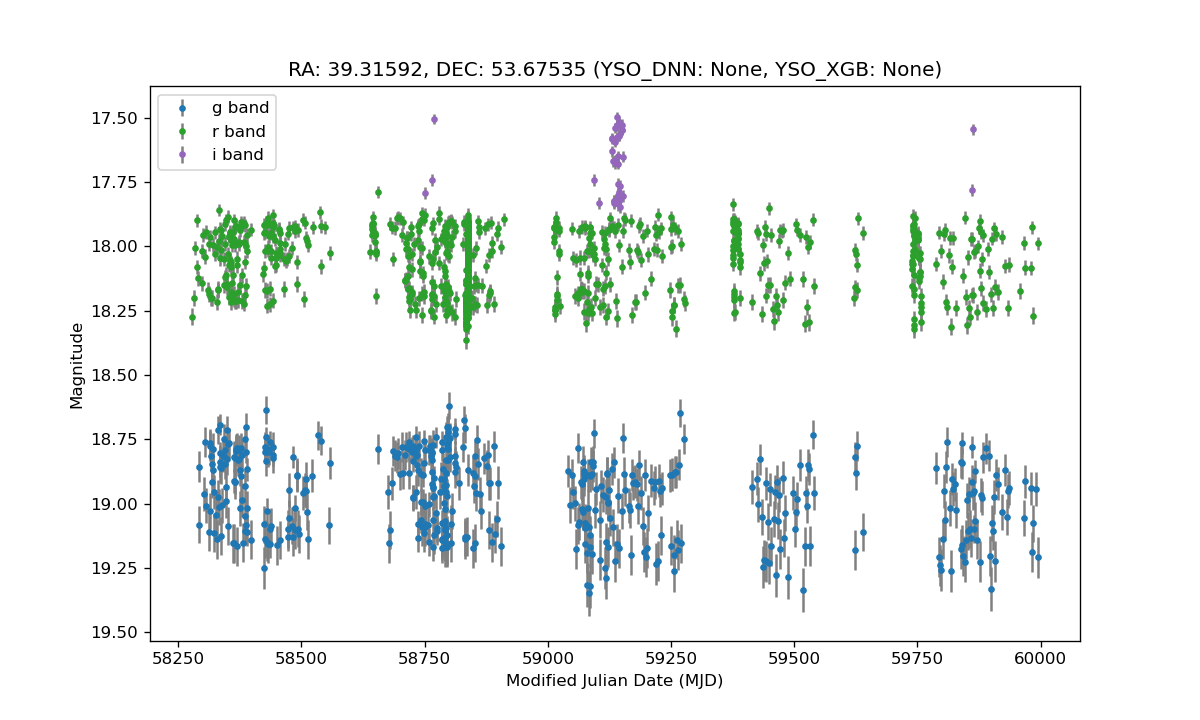 RA: 39.31592, DEC: 53.67535 (YSO_DNN: None, YSO_XGB: None)
g band
r band
i band
17.50
17.75
18.00
18.25
18.50
18.75
19.00
19.25
19.50
Magnitude
58250 58500 58750 59000 59250 59500 59750 60000
Modified Julian Date (MJD)